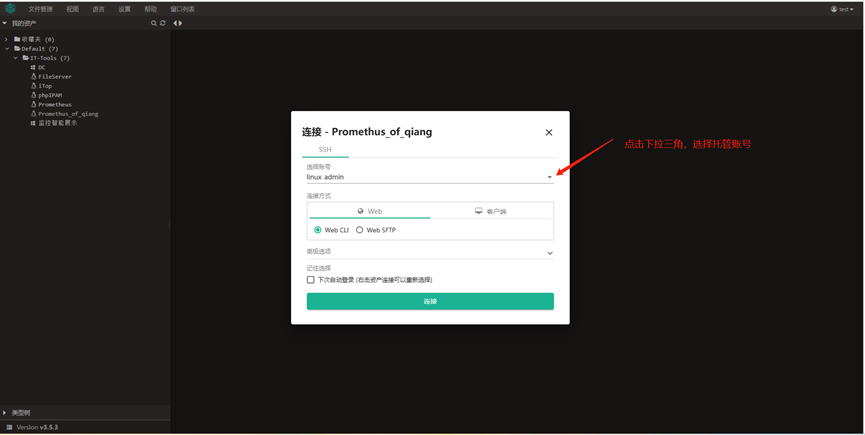 文件管理 视图 语言 设置 帮助 窗口列表 test
我的资产
收藏夹 (0)
Default (7)
IT-Tools (7)
DC
FileServer
iTop
phpIPAM
Prometheus
Promethus_of_qiang
监控智能展示
连接 - Promethus_of_qiang
SSH
选择账号
linux admin
点击下拉三角，选择托管账号
连接方式
Web 客户端
Web CLI Web SFTP
高级选项
记住选择
下次自动登录 (右击资产连接可以重新选择)
连接
类型树
Version v3.5.3